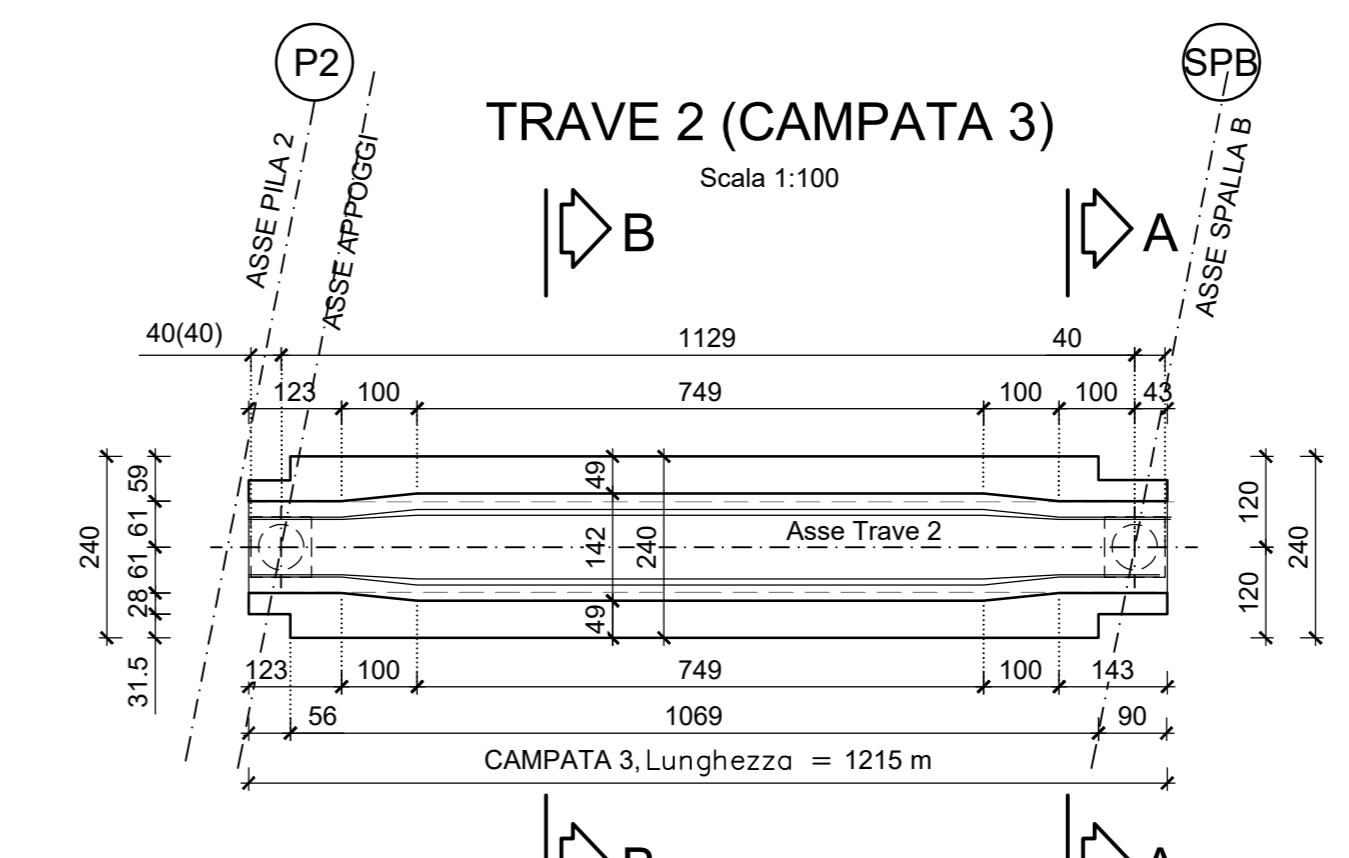 P2
SPB
TRAVE 2 (CAMPATA 3)
Scala 1:100
ASSE PILA 2
ASSE APPOGGI
ASSE SPALLA B
B
A
40(40)
1129
40
123
100
749
100
100
43
240
59
61
61
28
31.5
49
142
49
240
Asse Trave 2
120
120
240
123
100
749
100
143
56
1069
90
CAMPATA 3, Lunghezza = 1215 m
B
A